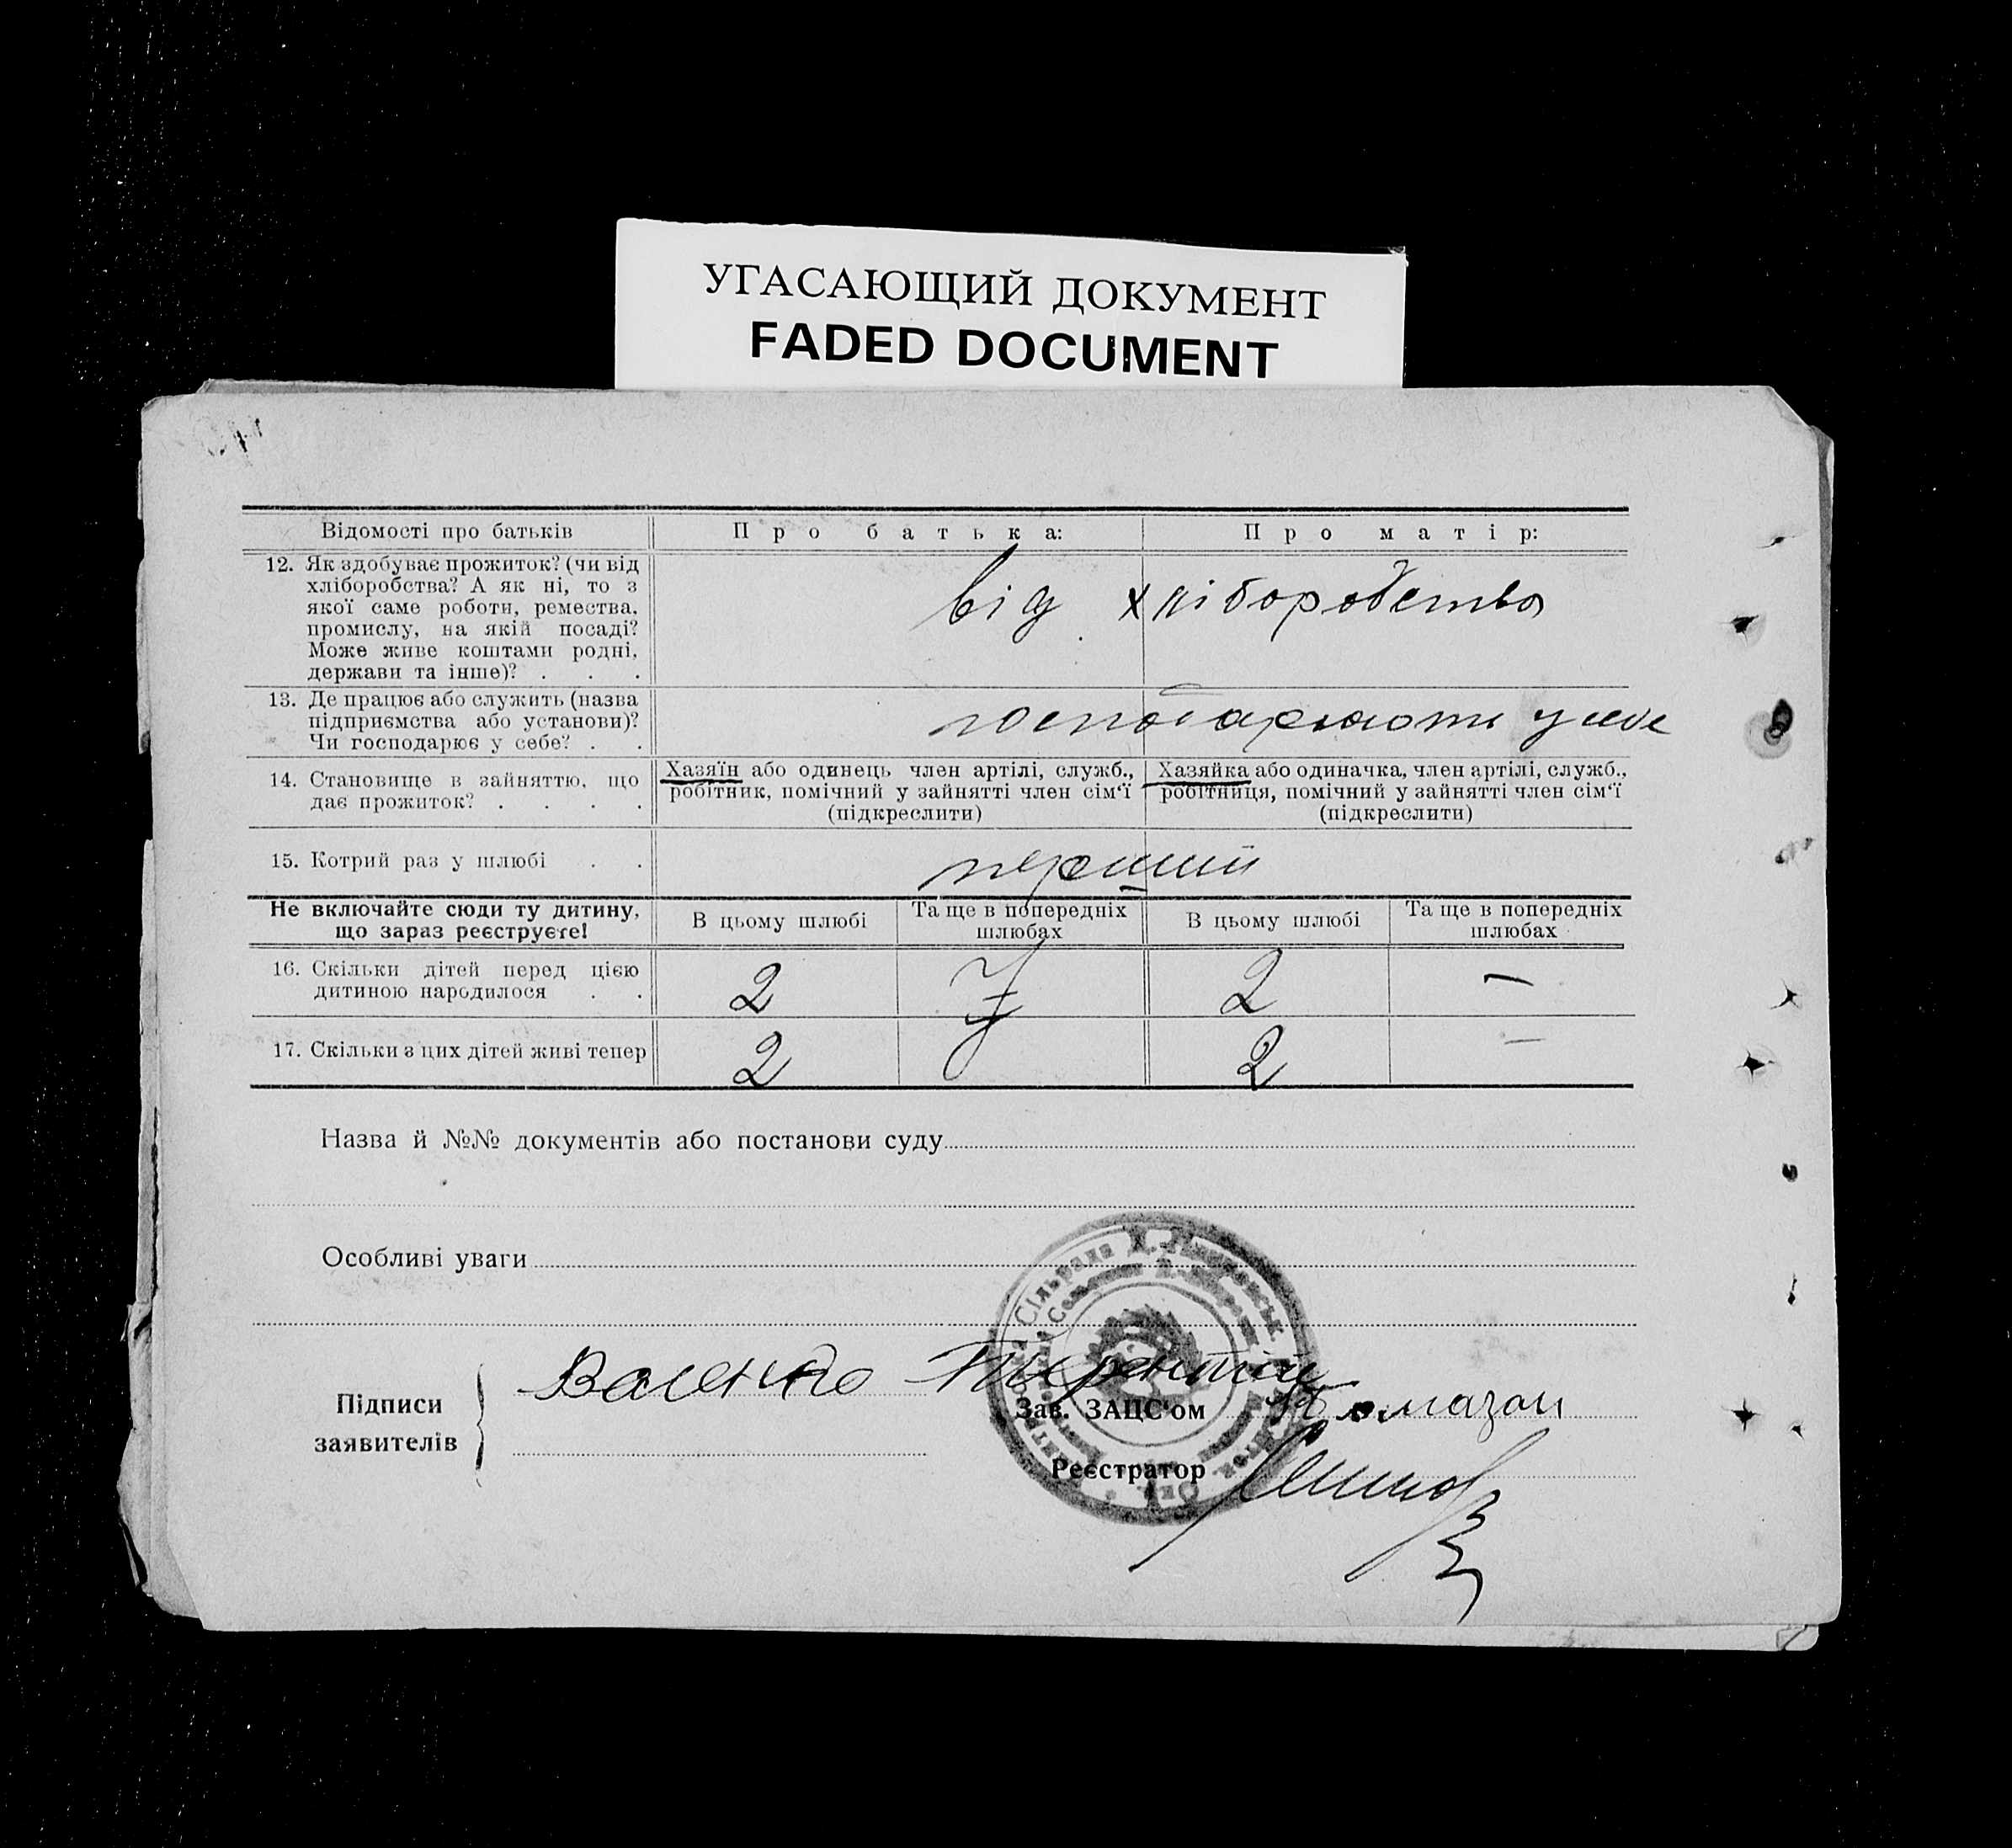 УГАСАЮЩИЙ ДОКУМЕНТ
FADED DOCUMENT
Відомості про батьків
Про батька:
Про матір:
12. Як здобуває прожиток? (чи від
хліборобства? А як ні, то з
якої саме роботи, ремества,
промислу, на якій посаді?
Може живе коштами родні,
держави та інше)? . . .
від хліборобства
13. Де працює або служить (назва
підприємства або установи)?
Чи господарює у себе? . .
господарюють у себе
14. Становище в зайняттю, що
дає прожиток? . . . .
Хазяїн або одинець член артілі, служб.,
робітник, помічний у зайнятті член сім'ї
(підкреслити)
Хазяйка або одиначка, член артілі, служб.,
робітниця, помічний у зайнятті член сім'ї
(підкреслити)
15. Котрий раз у шлюбі . .
перший
Не включайте сюди ту дитину,
що зараз реєструєте!
В цьому шлюбі
Та ще в попередніх
шлюбах
В цьому шлюбі
Та ще в попередніх
шлюбах
16. Скільки дітей перед цією
дитиною народилося . .
2
2
—
17. Скільки з цих дітей живі тепер
2
2
—
Назва й №№ документів або постанови суду
Особливі уваги
Сільрада
Підписи
заявителів
Терентій
Зав. ЗАЦС'ом
Реєстратор